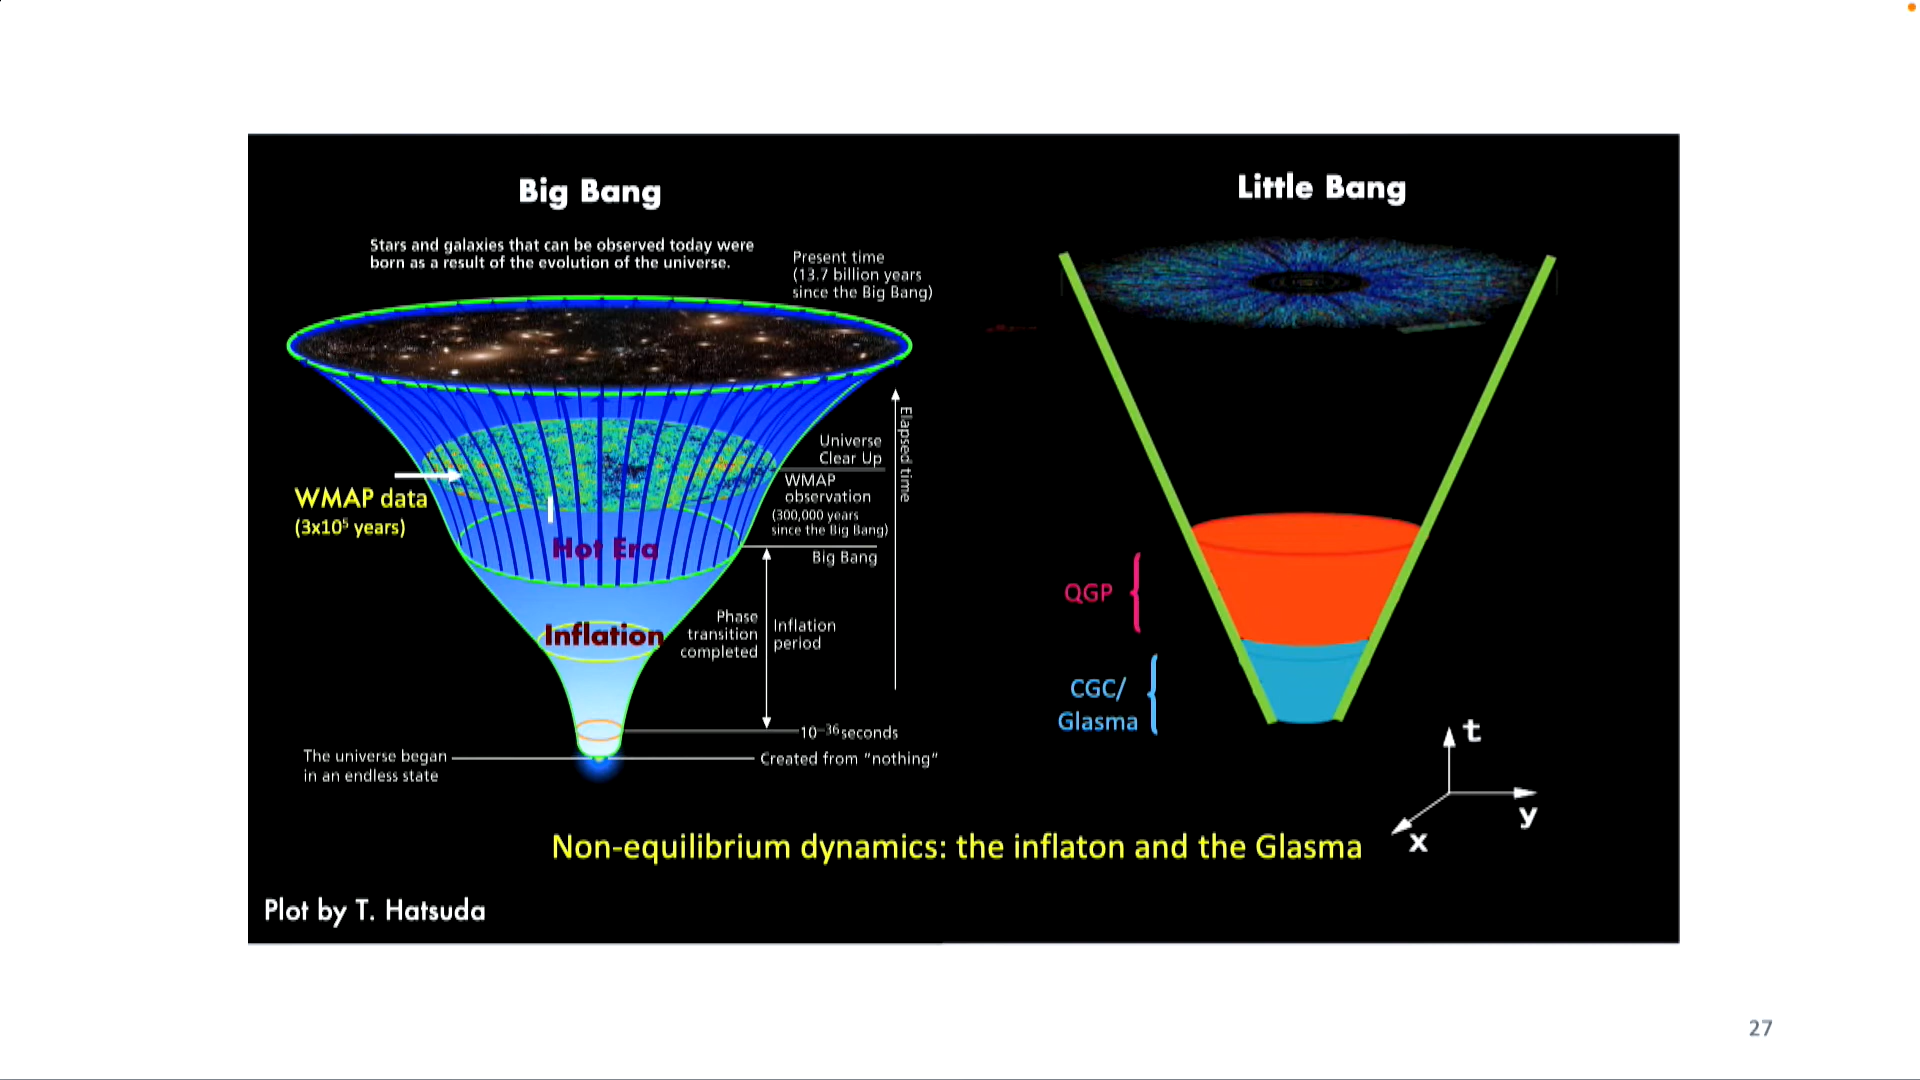 Big Bang
Stars and galaxies that can be observed today were
born as a result of the evolution of the universe.
Present time
(13.7 billion years
since the Big Bang)
Elapsed time
Universe
Clear Up
WMAP
observation
(300,000 years
since the Big Bang)
WMAP data
(3x10⁵ years)
Hot Era
Big Bang
Inflation
Phase
transition
completed
Inflation
period
10⁻³⁶seconds
The universe began
in an endless state
Created from "nothing"
Little Bang
QGP
CGC/
Glasma
t
y
x
Non-equilibrium dynamics: the inflaton and the Glasma
Plot by T. Hatsuda
27